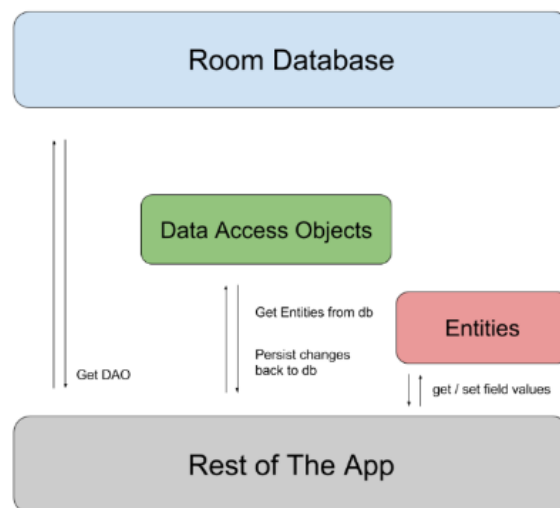 Room Database
Data Access Objects
Get Entities from db
Persist changes
back to db
Entities
Get DAO
get / set field values
Rest of The App